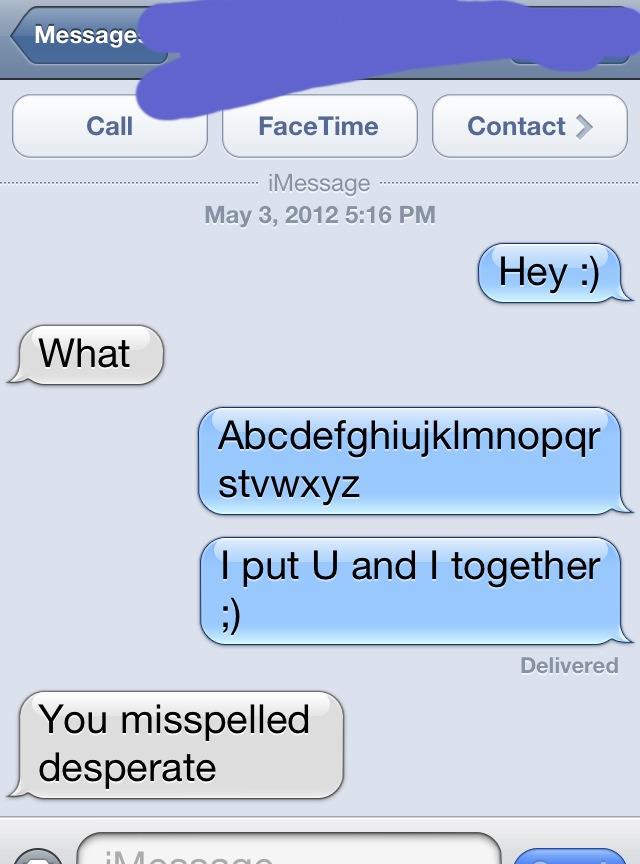 Messages
Call
FaceTime
Contact
iMessage
May 3, 2012 5:16 PM
Hey :)
What
Abcdefghiujklmnopqr
stvwxyz
I put U and I together
;)
Delivered
You misspelled
desperate
iMessage